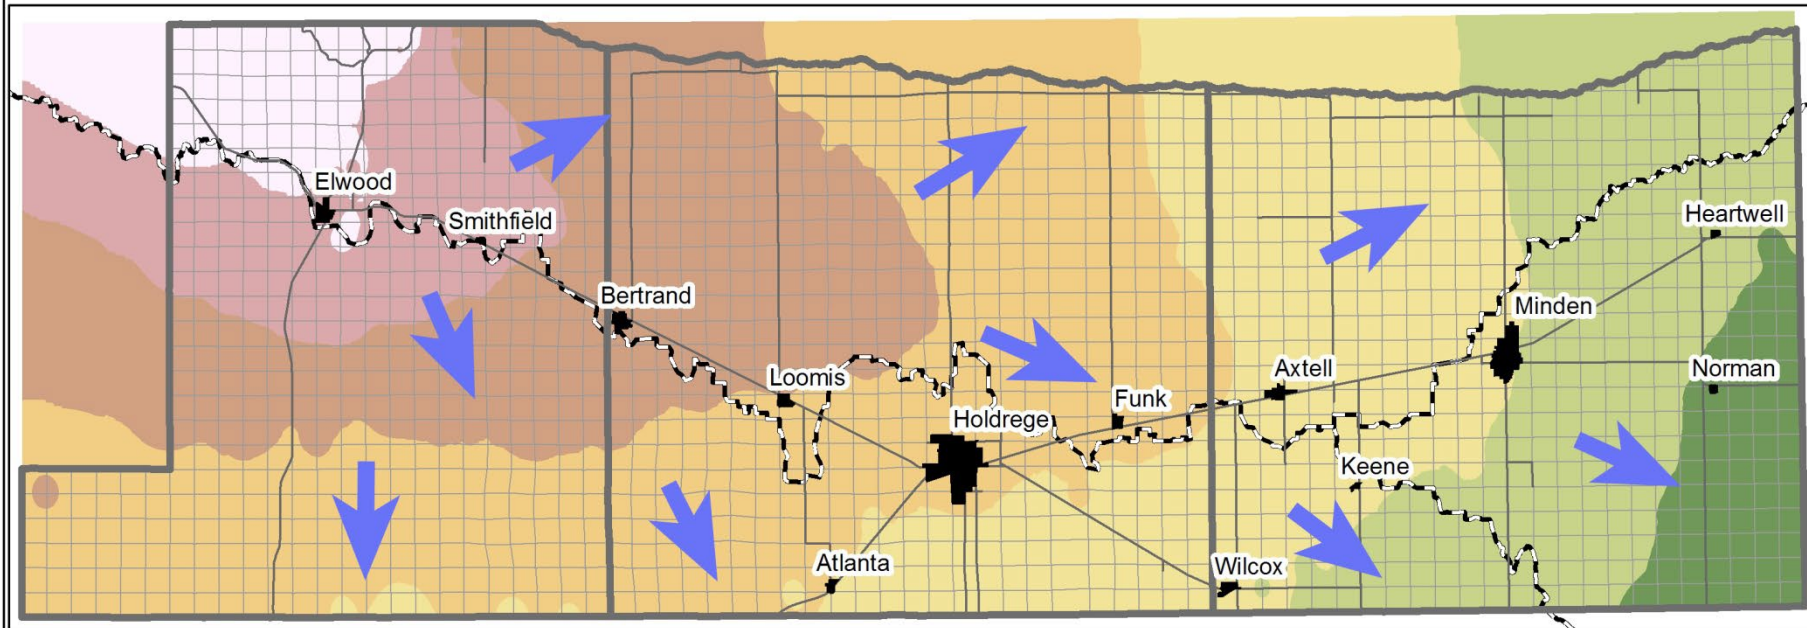 Elwood
Smithfield
Heartwell
Bertrand
Minden
Loomis
Axtell
Norman
Funk
Holdrege
Keene
Atlanta
Wilcox